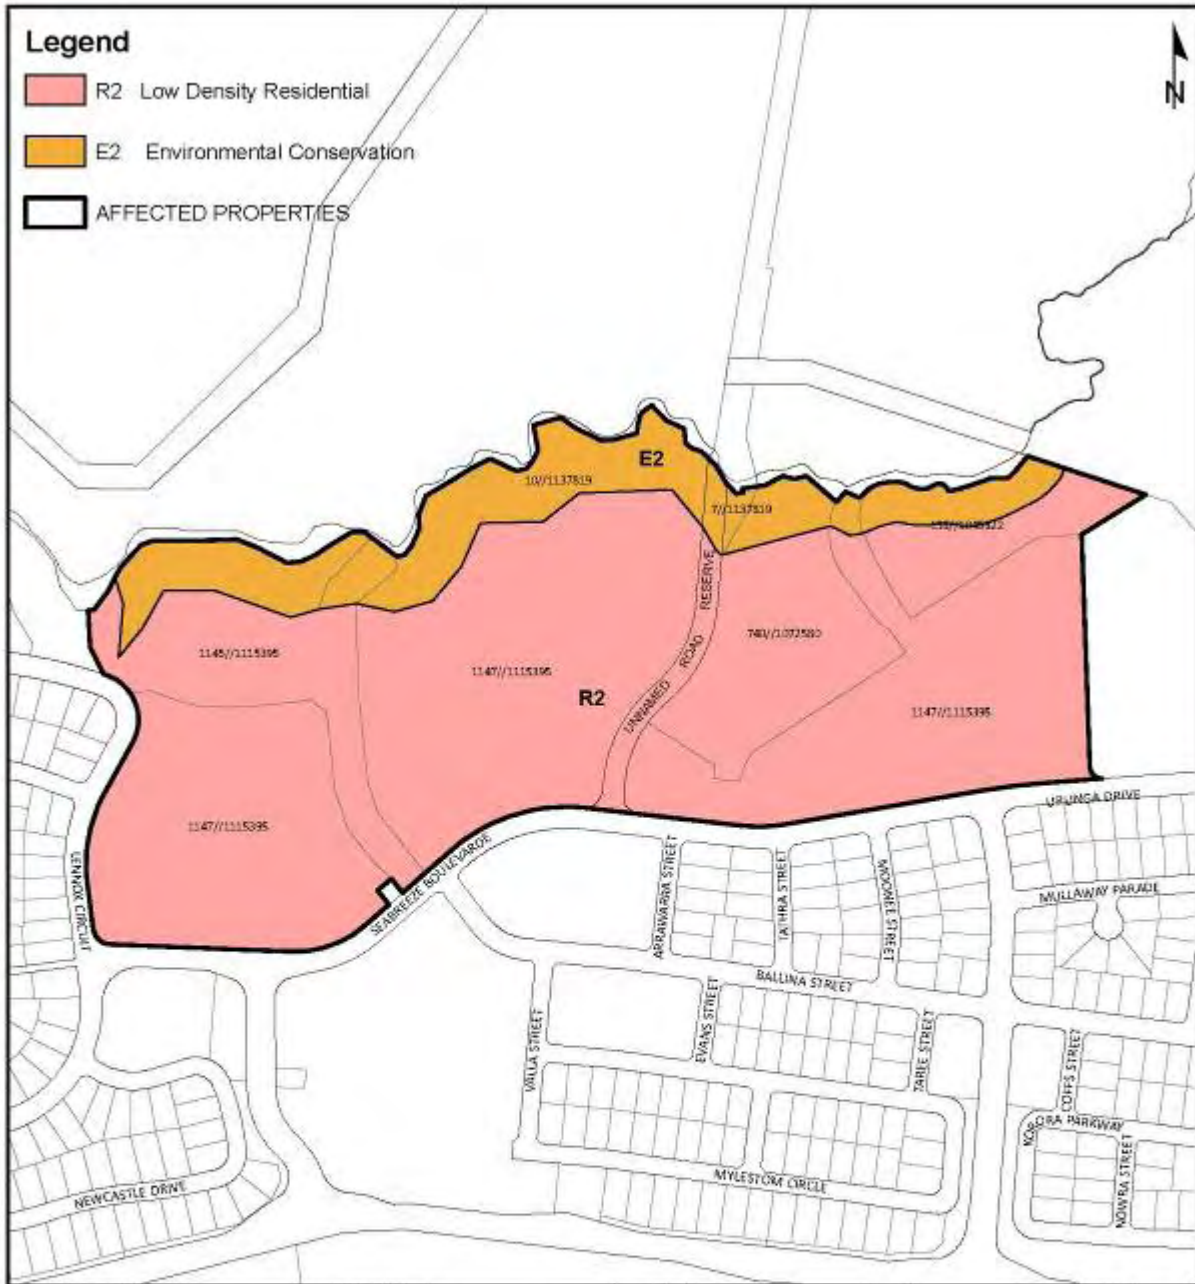 Legend
R2 Low Density Residential
E2 Environmental Conservation
AFFECTED PROPERTIES
N
E2
10//1137819
7//1137819
1145//1115395
1147//1115395
R2
UNNAMED ROAD RESERVE
740//1072580
1147//1115395
1147//1115395
SEABREEZE BOULEVARDE
LENNOX CIRCUIT
URUNGA DRIVE
MULLAWAY PARADE
ARRAWARRA STREET
TATHRA STREET
MOONEE STREET
BALLINA STREET
VALLA STREET
EVANS STREET
TAREE STREET
COFFS STREET
KORORA PARKWAY
NOWRA STREET
MYLESTOM CIRCLE
NEWCASTLE DRIVE